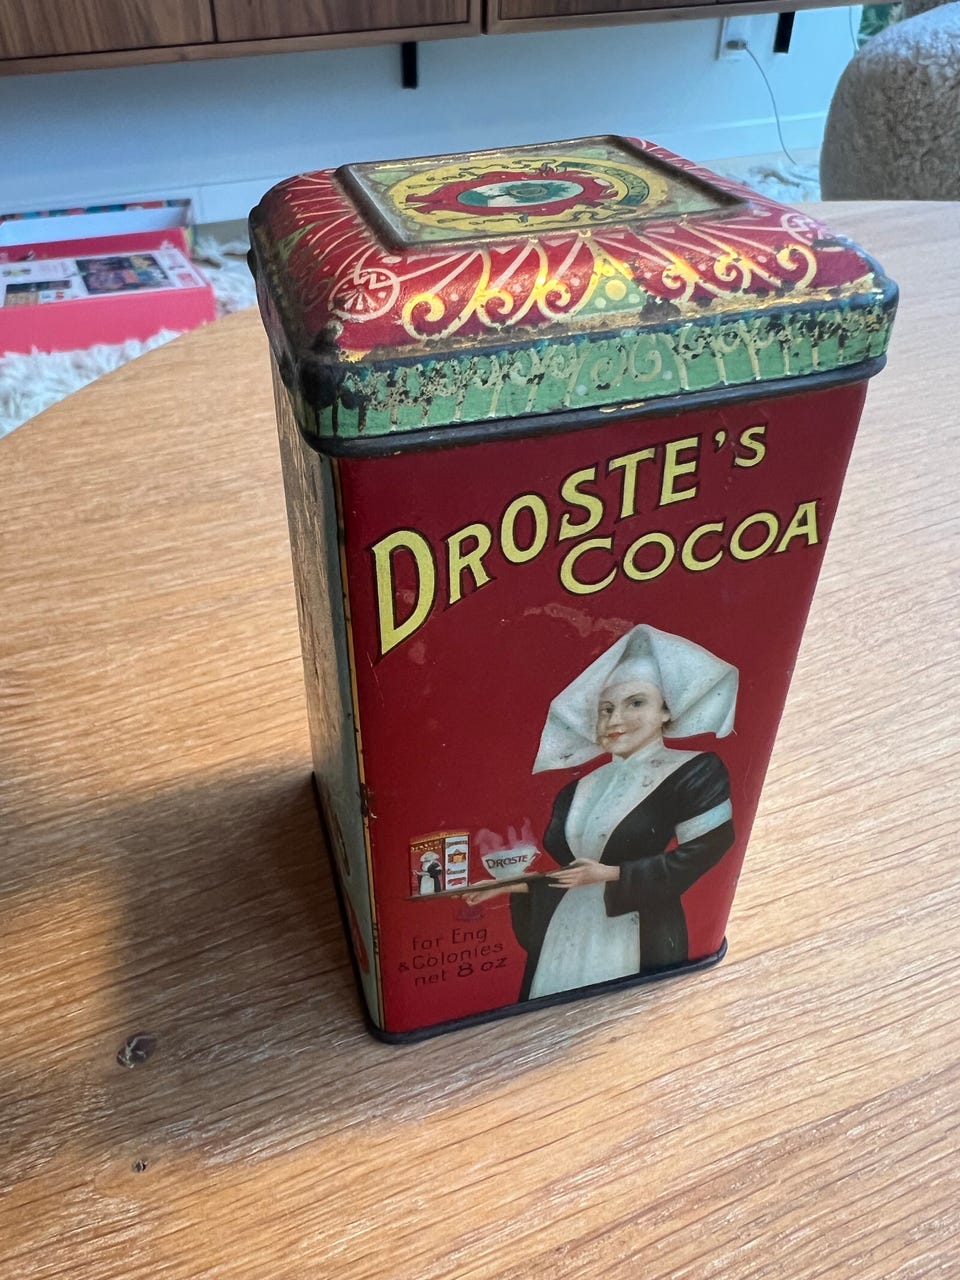 DROSTE's
COCOA
DROSTE
for Eng
& Colonies
net 8 oz